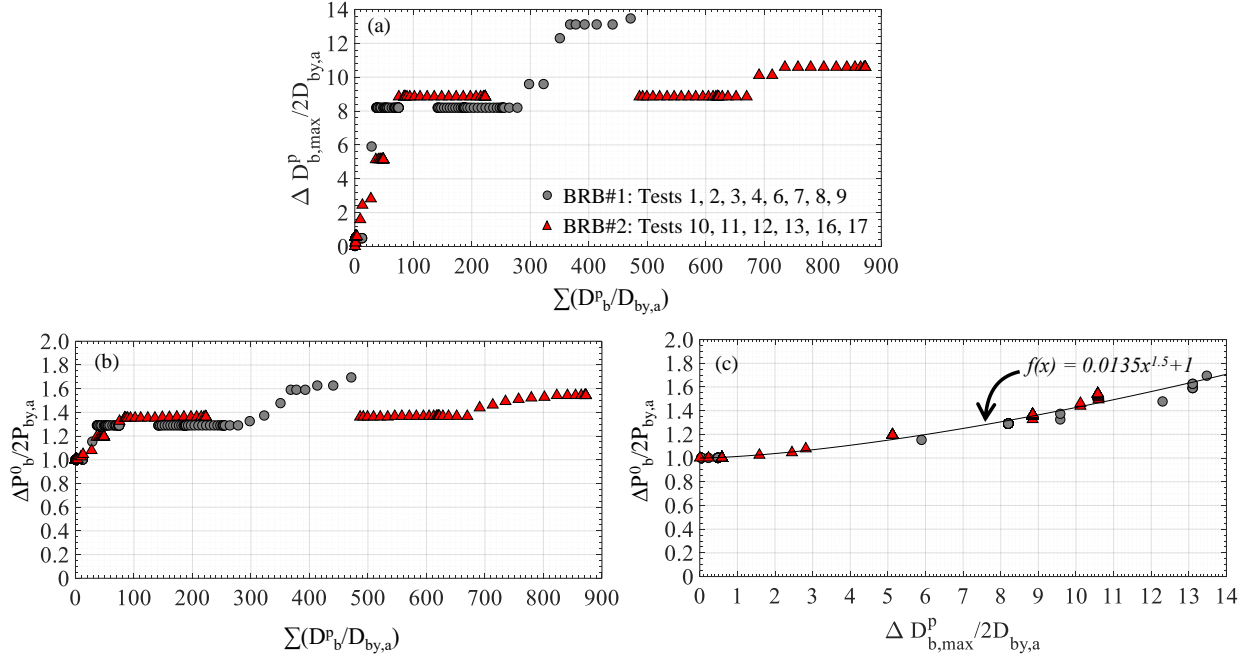 (a)
14
12
10
8
6
4
2
0
Δ D^p_b,max/2D_by,a
BRB#1: Tests 1, 2, 3, 4, 6, 7, 8, 9
BRB#2: Tests 10, 11, 12, 13, 16, 17
0 100 200 300 400 500 600 700 800 900
∑(D^p_b/D_by,a)
(b)
2.0
1.8
1.6
1.4
1.2
1.0
0.8
0.6
0.4
0.2
0
ΔP^0_b/2P_by,a
0 100 200 300 400 500 600 700 800 900
∑(D^p_b/D_by,a)
(c)
f(x) = 0.0135x^1.5+1
2.0
1.8
1.6
1.4
1.2
1.0
0.8
0.6
0.4
0.2
0
ΔP^0_b/2P_by,a
0 1 2 3 4 5 6 7 8 9 10 11 12 13 14
Δ D^p_b,max/2D_by,a